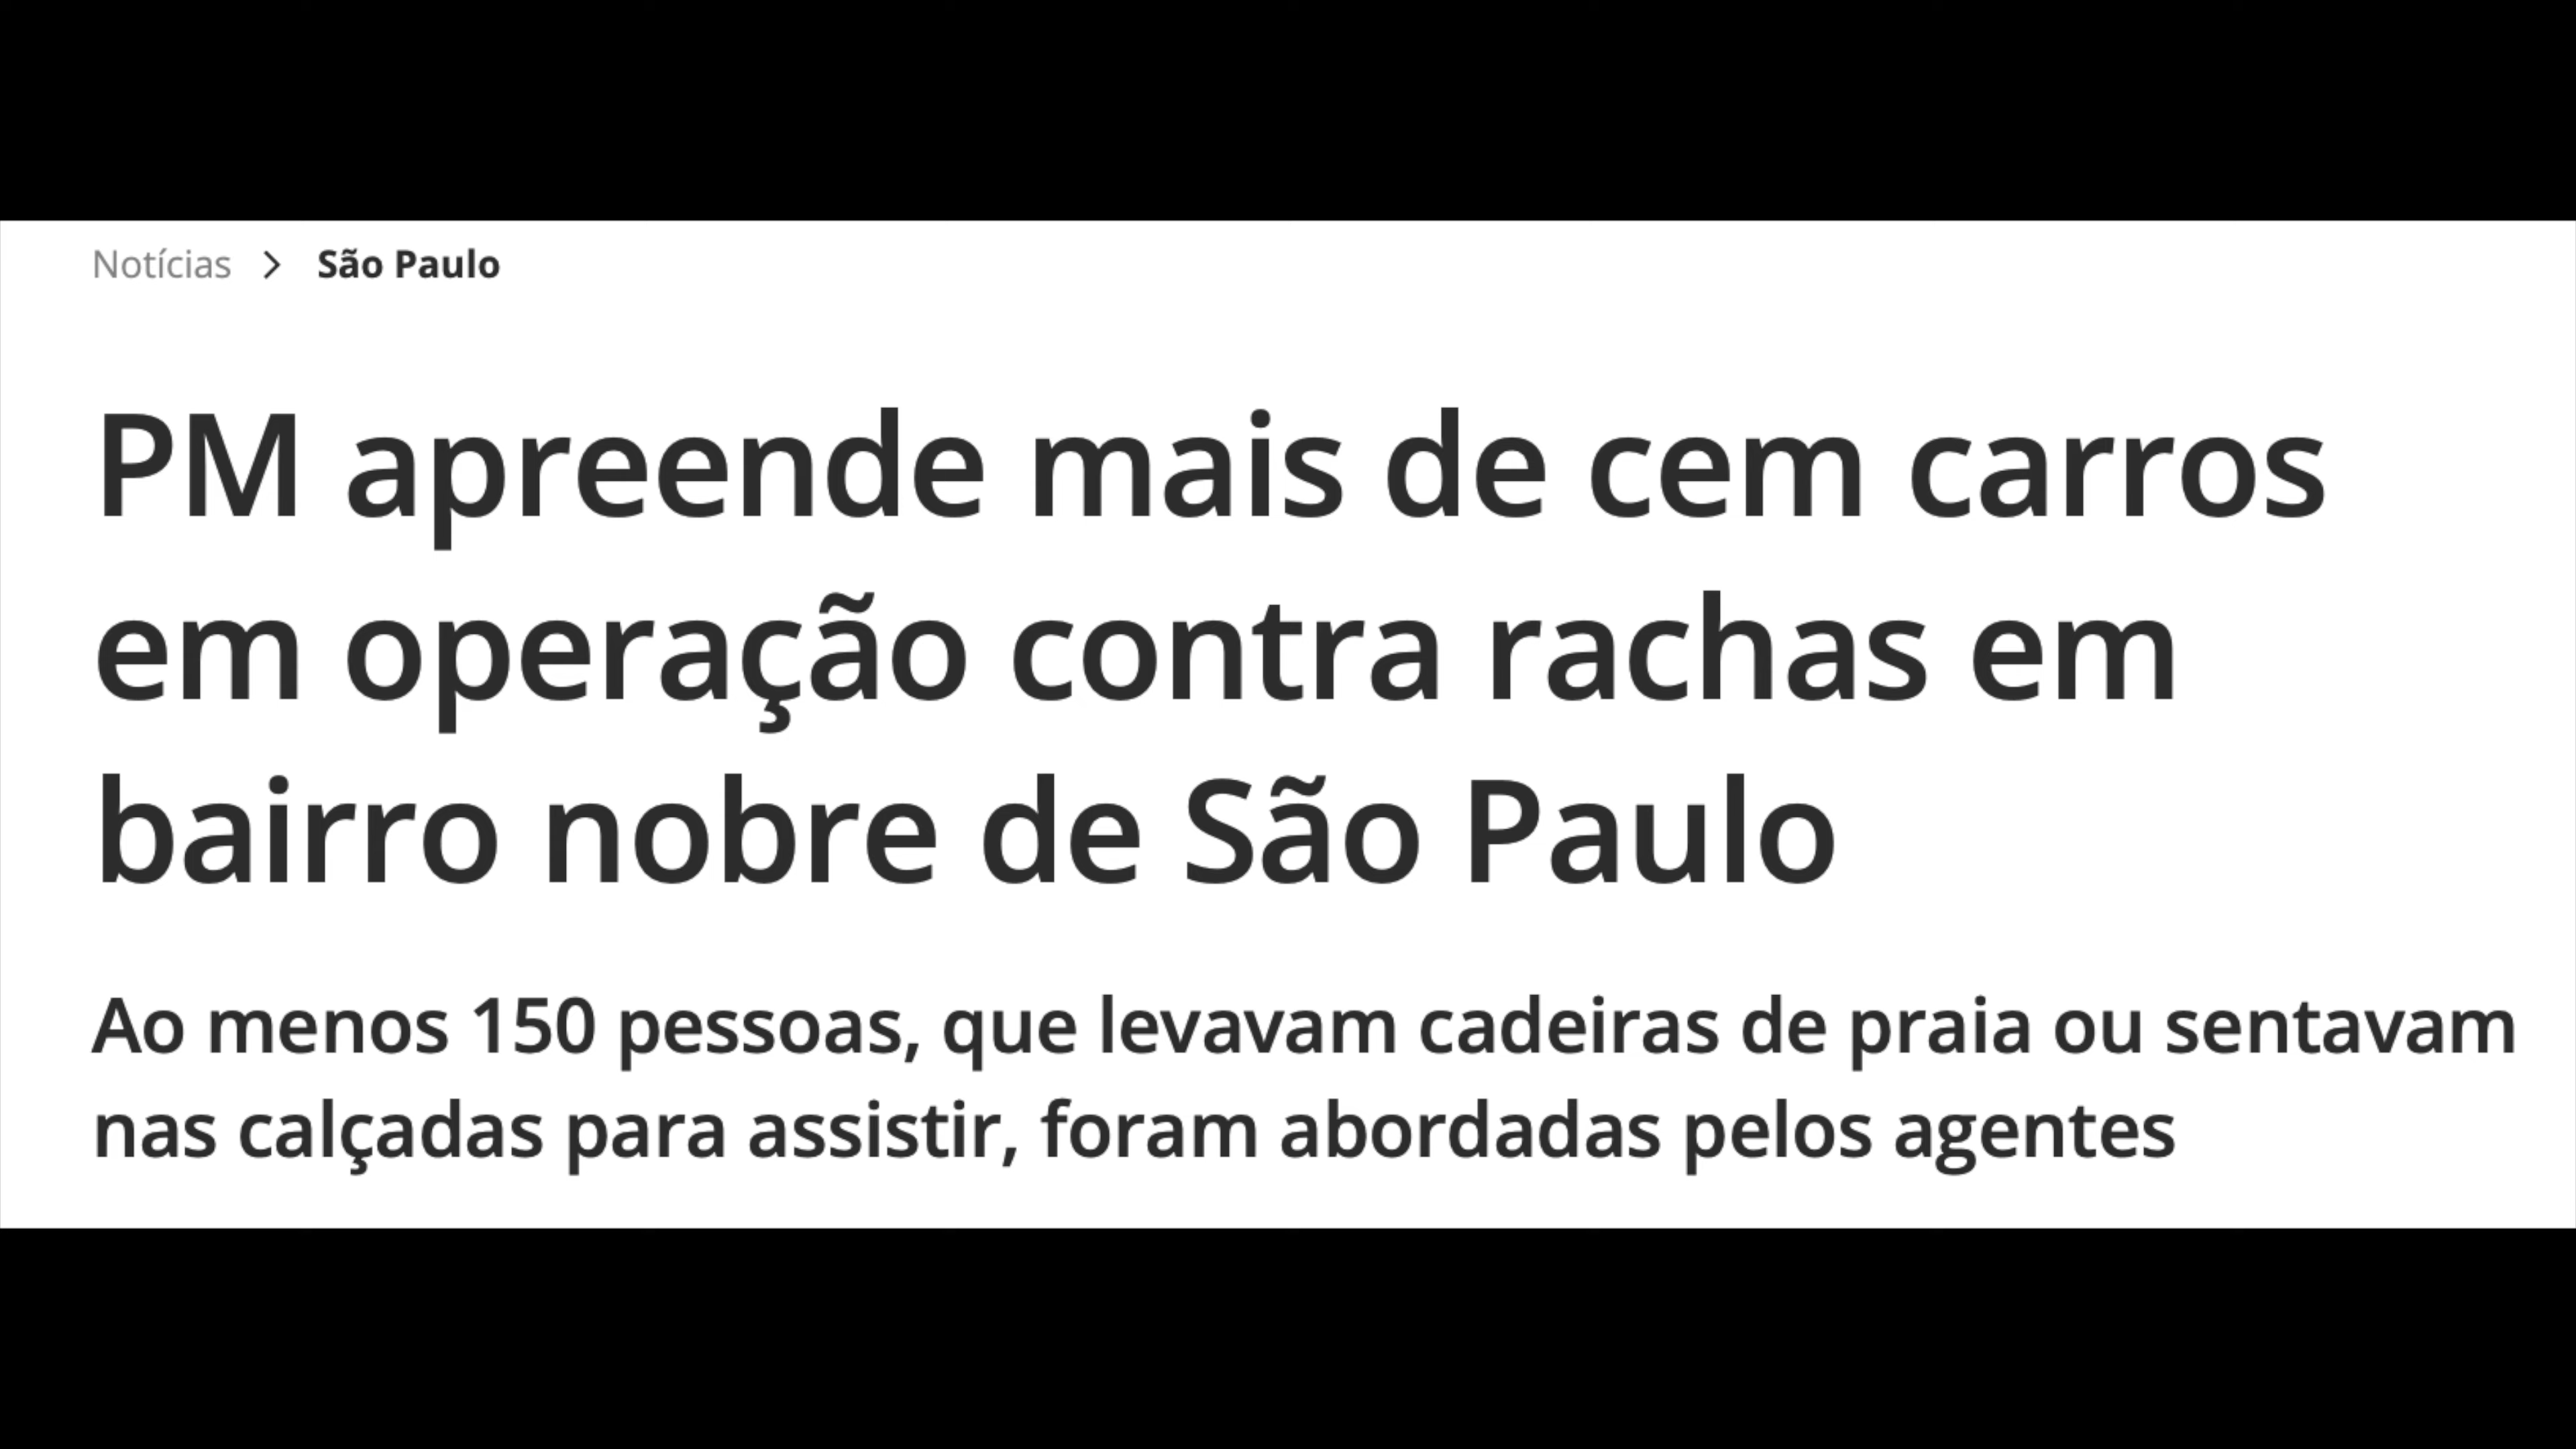 Notícias > São Paulo
PM apreende mais de cem carros
em operação contra rachas em
bairro nobre de São Paulo
Ao menos 150 pessoas, que levavam cadeiras de praia ou sentavam
nas calçadas para assistir, foram abordadas pelos agentes